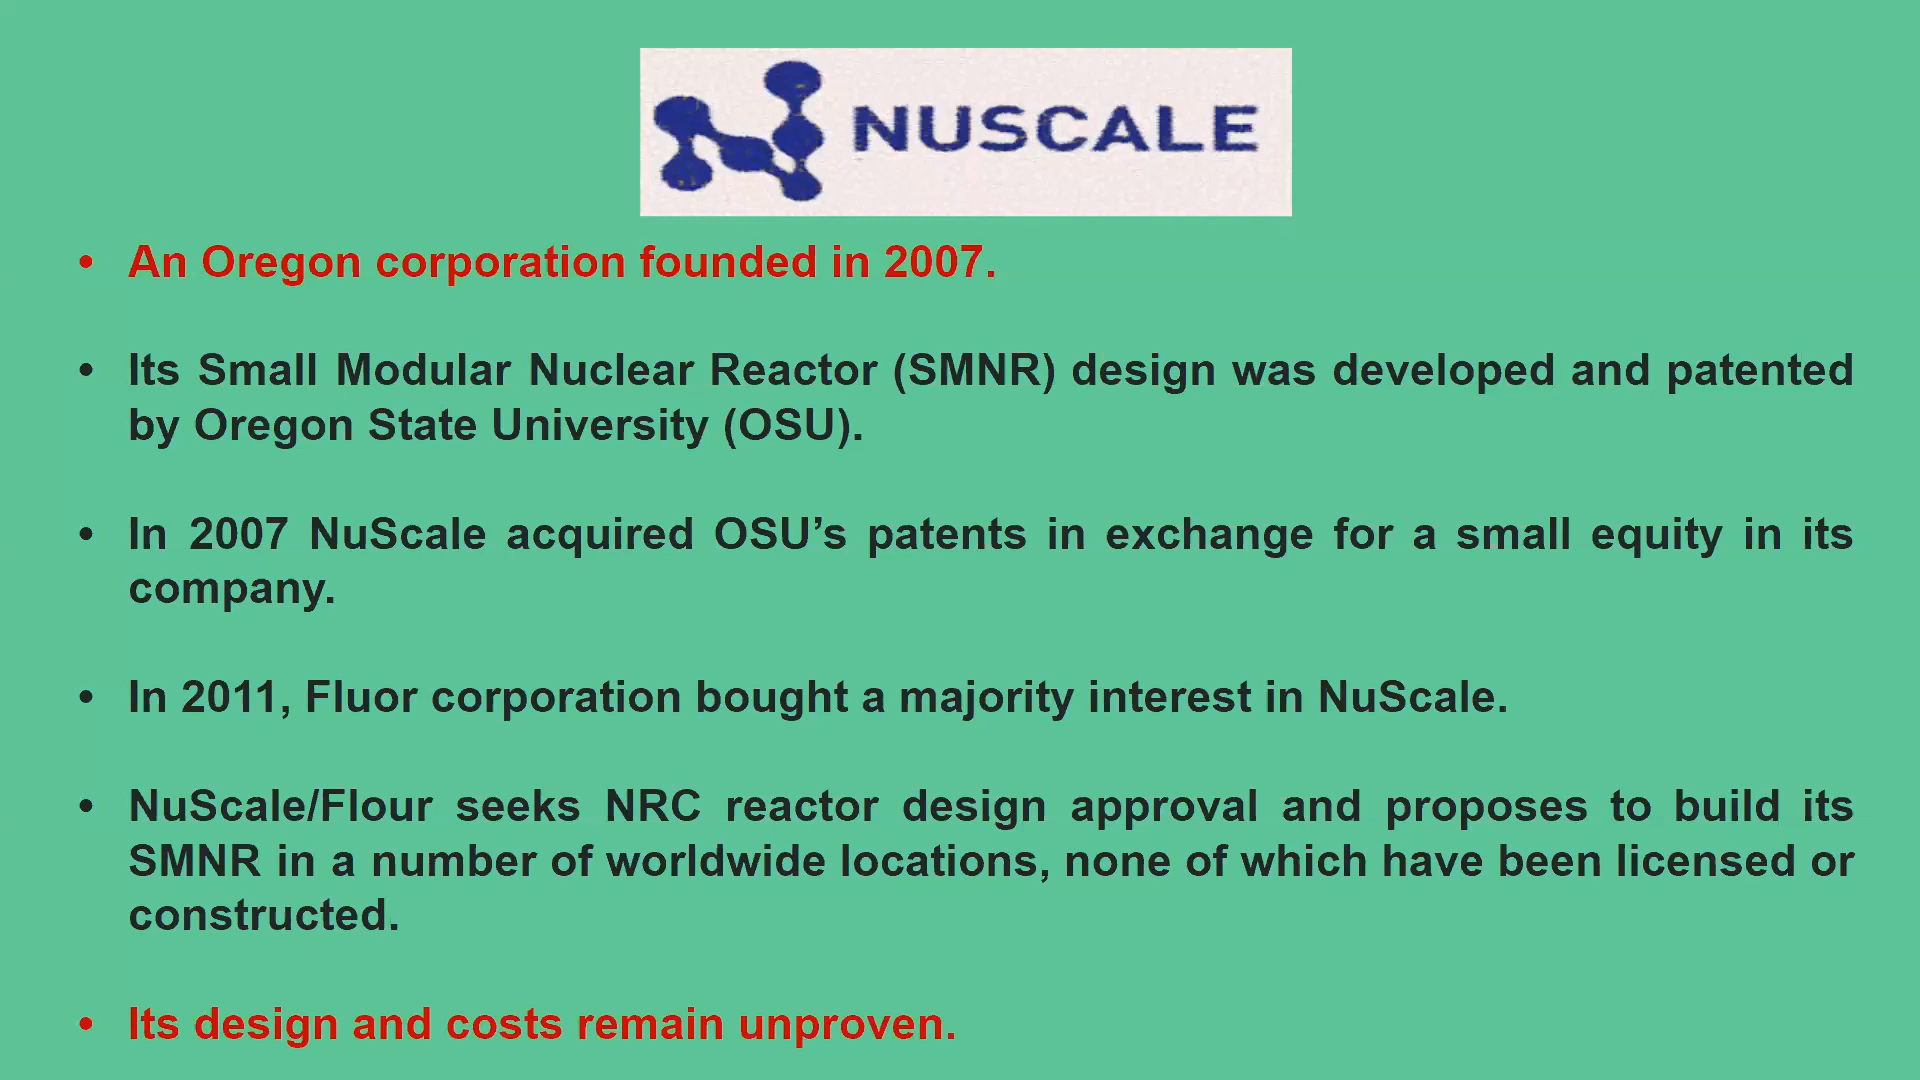 NUSCALE
• An Oregon corporation founded in 2007.
• Its Small Modular Nuclear Reactor (SMNR) design was developed and patented
by Oregon State University (OSU).
• In 2007 NuScale acquired OSU’s patents in exchange for a small equity in its
company.
• In 2011, Fluor corporation bought a majority interest in NuScale.
• NuScale/Flour seeks NRC reactor design approval and proposes to build its
SMNR in a number of worldwide locations, none of which have been licensed or
constructed.
• Its design and costs remain unproven.